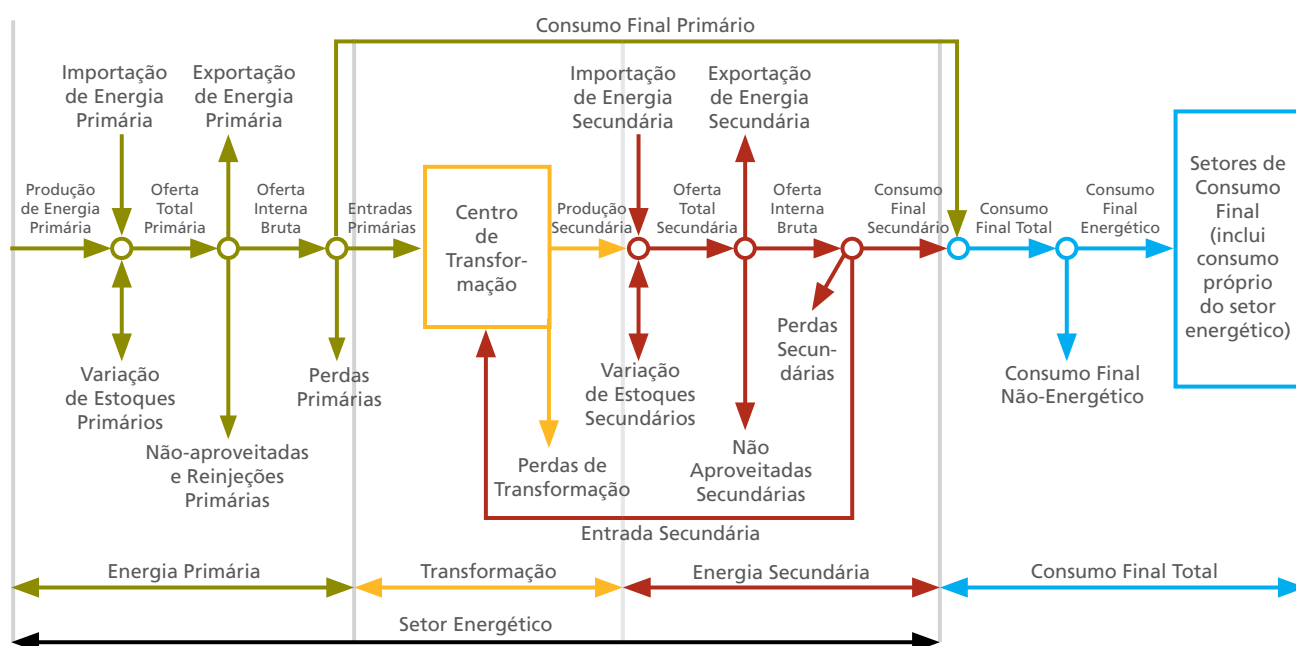 Consumo Final Primário
Importação
de Energia
Primária
Exportação
de Energia
Primária
Importação
de Energia
Secundária
Exportação
de Energia
Secundária
Produção
de Energia
Primária
Oferta
Total
Primária
Oferta
Interna
Bruta
Entradas
Primárias
Centro
de
Transfor-
mação
Produção
Secundária
Oferta
Total
Secundária
Oferta
Interna
Bruta
Consumo
Final
Secundário
Consumo
Final Total
Consumo
Final
Energético
Setores de
Consumo
Final
(inclui
consumo
próprio
do setor
energético)
Variação
de Estoques
Primários
Não-aproveitadas
e Reinjeções
Primárias
Perdas
Primárias
Perdas de
Transformação
Variação
de Estoques
Secundários
Não
Aproveitadas
Secundárias
Perdas
Secun-
dárias
Consumo Final
Não-Energético
Entrada Secundária
Energia Primária
Transformação
Energia Secundária
Consumo Final Total
Setor Energético